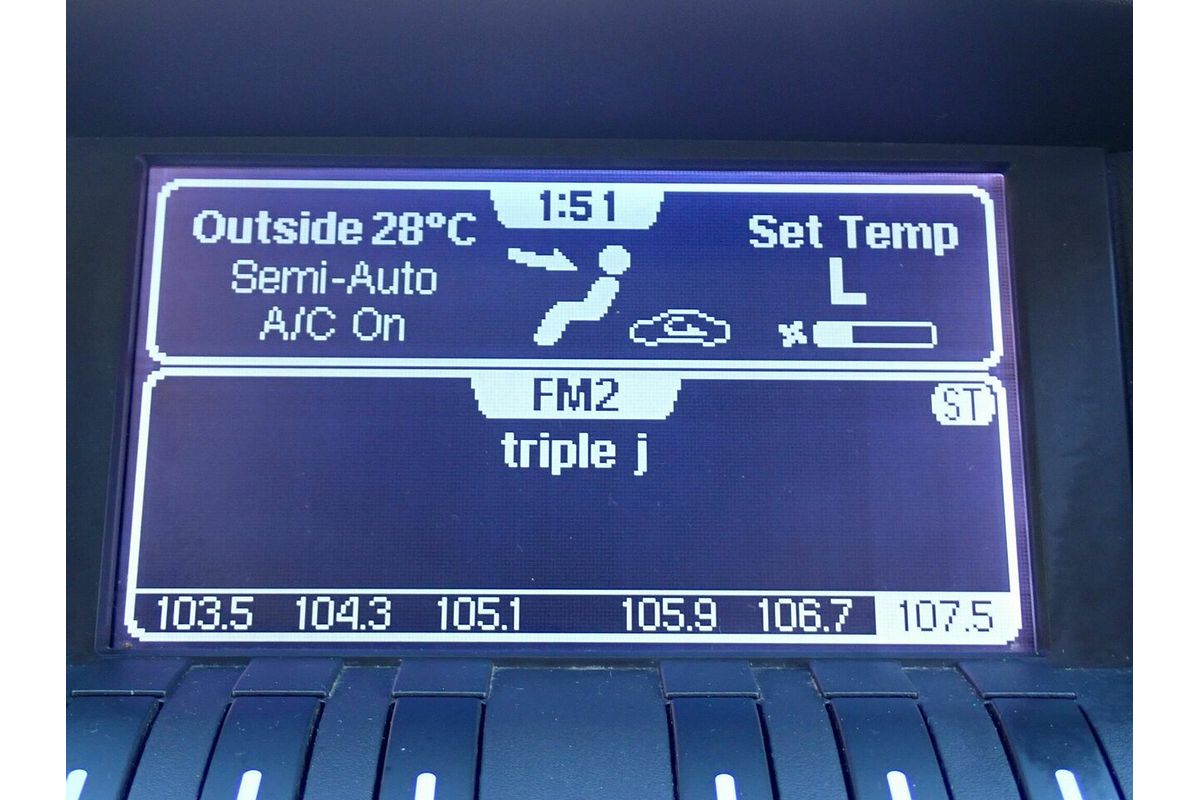 1:51
Outside 28°C
Semi-Auto
A/C On
Set Temp
L
FM2
ST
triple j
103.5 104.3 105.1 105.9 106.7 107.5